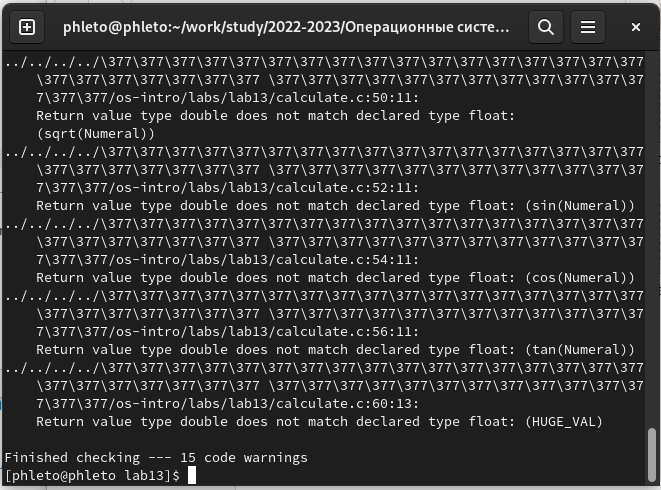 phleto@phleto:~/work/study/2022-2023/Операционные систе…
../../../../\377\377\377\377\377\377\377\377\377\377\377\377\377\377\377\377\377
\377\377\377\377\377\377\377 \377\377\377\377\377\377\377\377\377\377\377\37
7\377\377/os-intro/labs/lab13/calculate.c:50:11:
Return value type double does not match declared type float:
(sqrt(Numeral))
../../../../\377\377\377\377\377\377\377\377\377\377\377\377\377\377\377\377\377
\377\377\377\377\377\377\377 \377\377\377\377\377\377\377\377\377\377\377\37
7\377\377/os-intro/labs/lab13/calculate.c:52:11:
Return value type double does not match declared type float: (sin(Numeral))
../../../../\377\377\377\377\377\377\377\377\377\377\377\377\377\377\377\377\377
\377\377\377\377\377\377\377 \377\377\377\377\377\377\377\377\377\377\377\37
7\377\377/os-intro/labs/lab13/calculate.c:54:11:
Return value type double does not match declared type float: (cos(Numeral))
../../../../\377\377\377\377\377\377\377\377\377\377\377\377\377\377\377\377\377
\377\377\377\377\377\377\377 \377\377\377\377\377\377\377\377\377\377\377\37
7\377\377/os-intro/labs/lab13/calculate.c:56:11:
Return value type double does not match declared type float: (tan(Numeral))
../../../../\377\377\377\377\377\377\377\377\377\377\377\377\377\377\377\377\377
\377\377\377\377\377\377\377 \377\377\377\377\377\377\377\377\377\377\377\37
7\377\377/os-intro/labs/lab13/calculate.c:60:13:
Return value type double does not match declared type float: (HUGE_VAL)
Finished checking --- 15 code warnings
[phleto@phleto lab13]$